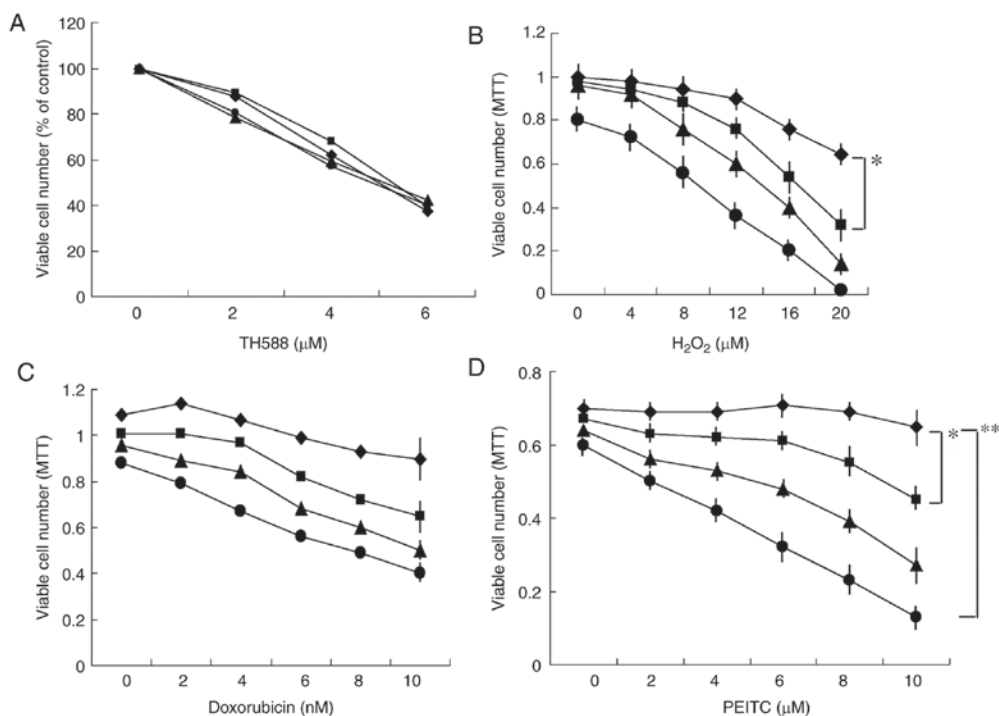 A
Viable cell number (% of control)
120
100
80
60
40
20
0
0 2 4 6
TH588 (μM)
B
Viable cell number (MTT)
1.2
1
0.8
0.6
0.4
0.2
0
*
0 4 8 12 16 20
H₂O₂ (μM)
C
Viable cell number (MTT)
1.2
1
0.8
0.6
0.4
0.2
0
0 2 4 6 8 10
Doxorubicin (nM)
D
Viable cell number (MTT)
0.8
0.6
0.4
0.2
0
* **
0 2 4 6 8 10
PEITC (μM)